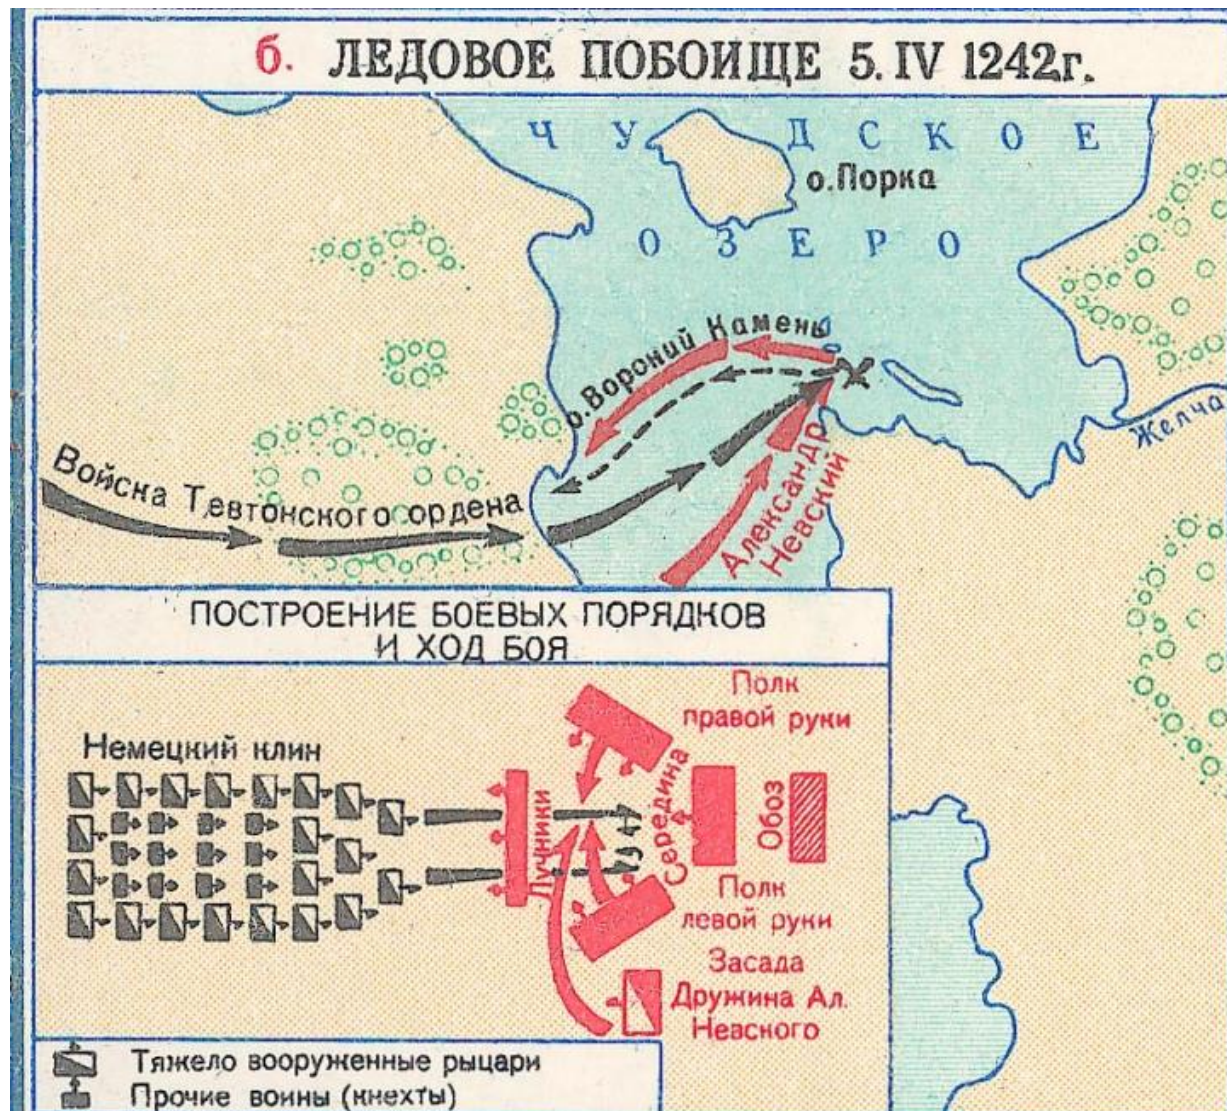 б. ЛЕДОВОЕ ПОБОИЩЕ 5. IV 1242г.
ЧУДСКОЕ
о.Порка
ОЗЕРО
о.Вороний Камень
Желча
Войска Тевтонского ордена
Александр
Невский
ПОСТРОЕНИЕ БОЕВЫХ ПОРЯДКОВ
И ХОД БОЯ
Полк
правой руки
Немецкий клин
Лучники
Середина
Обоз
Полк
левой руки
Засада
Дружина Ал.
Невского
Тяжело вооруженные рыцари
Прочие воины (кнехты)